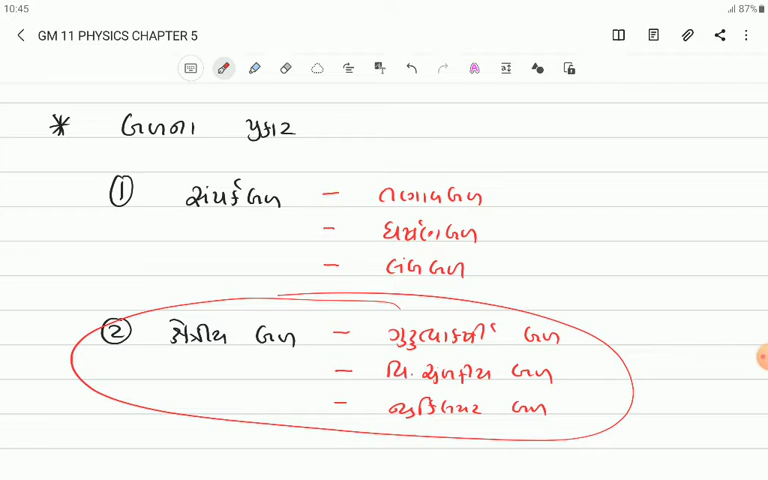 10:45
87%
GM 11 PHYSICS CHAPTER 5
* બળના પ્રકાર
① સંપર્કબળ - તણાવબળ
- ઘર્ષણબળ
- લંબબળ
② ક્ષેત્રીય બળ - ગુરુત્વાકર્ષી બળ
- વિ.ચુંબકીય બળ
- ન્યુક્લિયર બળ